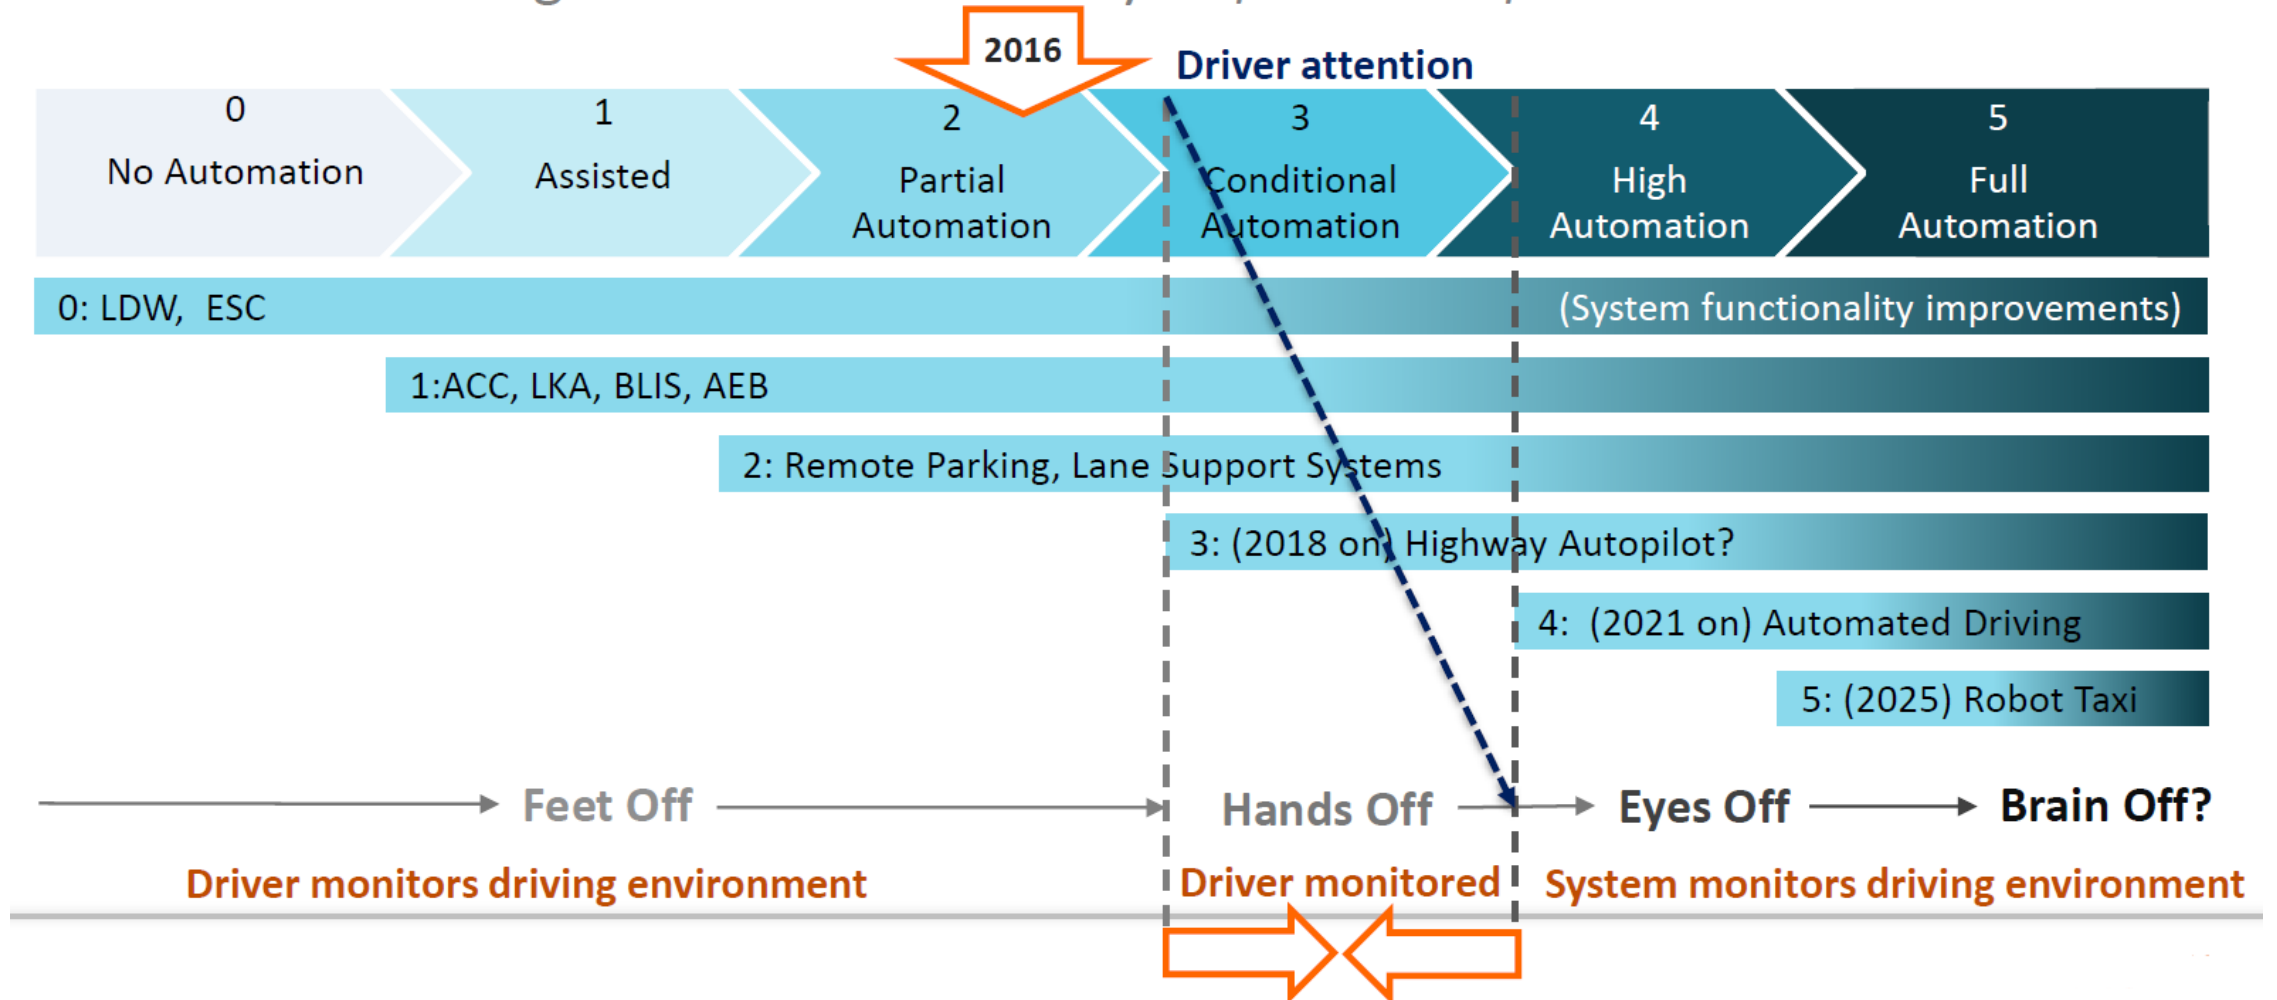 2016
Driver attention
0
No Automation
1
Assisted
2
Partial
Automation
3
Conditional
Automation
4
High
Automation
5
Full
Automation
0: LDW, ESC
(System functionality improvements)
1:ACC, LKA, BLIS, AEB
2: Remote Parking, Lane Support Systems
3: (2018 on) Highway Autopilot?
4: (2021 on) Automated Driving
5: (2025) Robot Taxi
Feet Off
Hands Off
Eyes Off
Brain Off?
Driver monitors driving environment
Driver monitored
System monitors driving environment